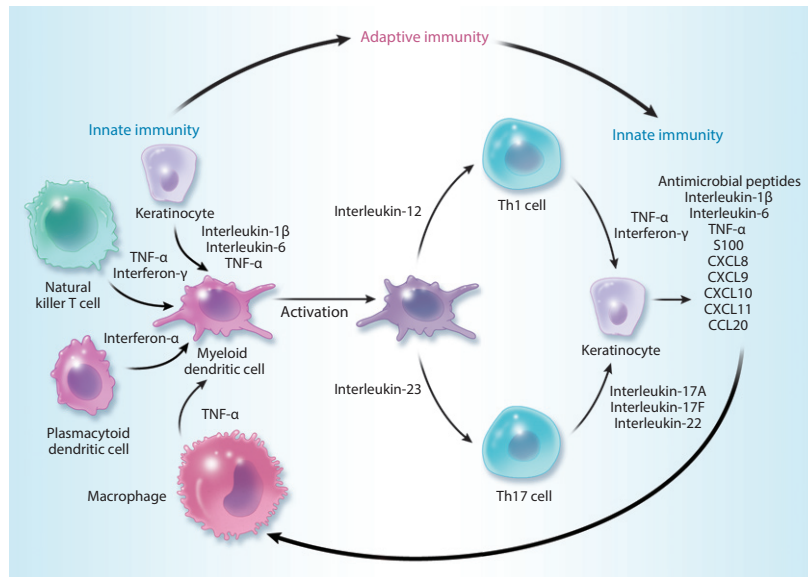 Adaptive immunity
Innate immunity
Innate immunity
Keratinocyte
Interleukin-1β
Interleukin-6
TNF-α
TNF-α
Interferon-γ
Natural
killer T cell
Interferon-α
Myeloid
dendritic cell
Plasmacytoid
dendritic cell
TNF-α
Macrophage
Activation
Interleukin-12
Th1 cell
Interleukin-23
Th17 cell
TNF-α
Interferon-γ
Keratinocyte
Interleukin-17A
Interleukin-17F
Interleukin-22
Antimicrobial peptides
Interleukin-1β
Interleukin-6
TNF-α
S100
CXCL8
CXCL9
CXCL10
CXCL11
CCL20